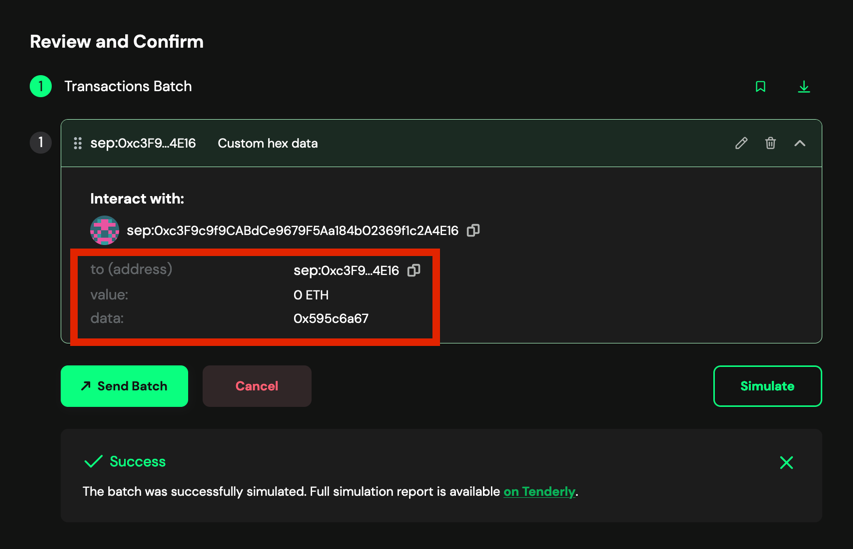 Review and Confirm
1 Transactions Batch
1 sep:0xc3F9...4E16 Custom hex data
Interact with:
sep:0xc3F9c9f9CABdCe9679F5Aa184b02369f1c2A4E16
to (address) sep:0xc3F9...4E16
value: 0 ETH
data: 0x595c6a67
Send Batch Cancel Simulate
Success
The batch was successfully simulated. Full simulation report is available on Tenderly.